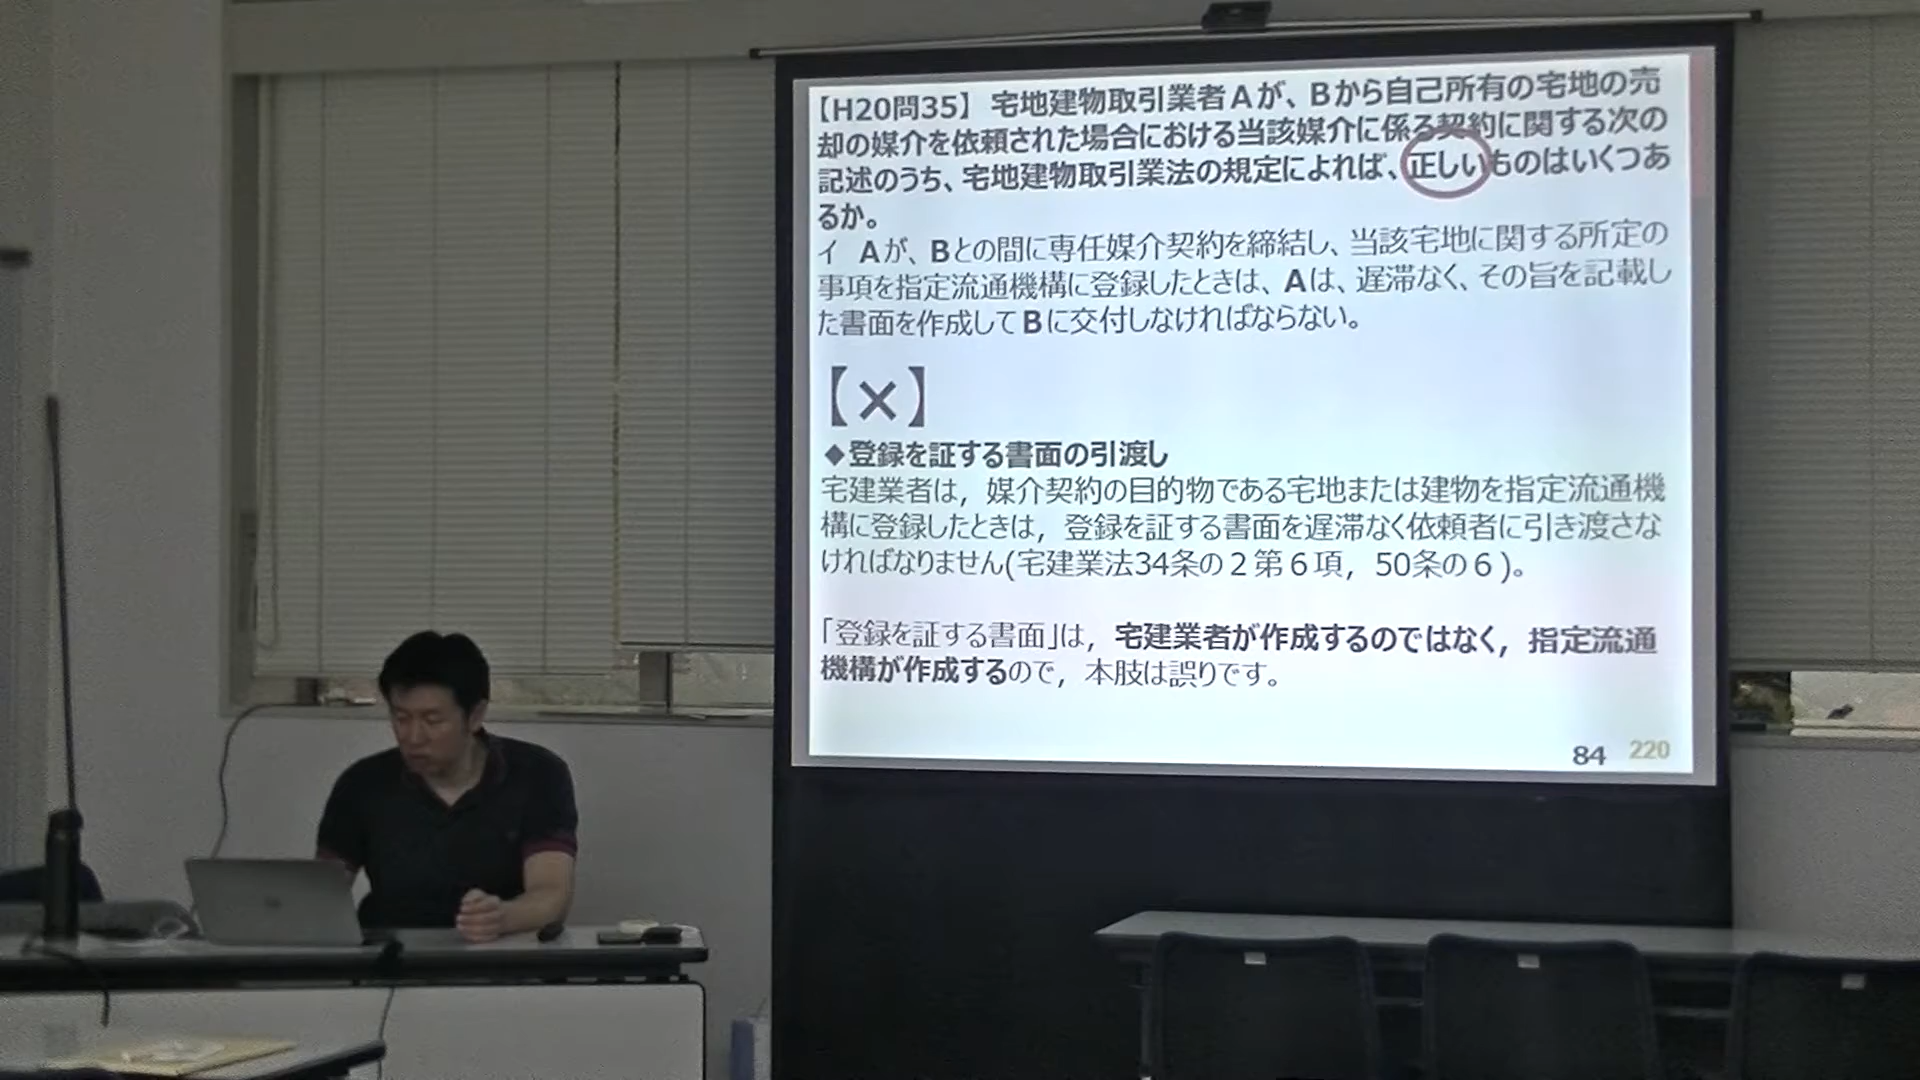 【H20問35】 宅地建物取引業者Aが、Bから自己所有の宅地の売
却の媒介を依頼された場合における当該媒介に係る契約に関する次の
記述のうち、宅地建物取引業法の規定によれば、正しいものはいくつあ
るか。
イ Aが、Bとの間に専任媒介契約を締結し、当該宅地に関する所定の
事項を指定流通機構に登録したときは、Aは、遅滞なく、その旨を記載し
た書面を作成してBに交付しなければならない。
【×】
◆登録を証する書面の引渡し
宅建業者は，媒介契約の目的物である宅地または建物を指定流通機
構に登録したときは，登録を証する書面を遅滞なく依頼者に引き渡さな
ければなりません(宅建業法34条の２第６項，50条の６)。
「登録を証する書面」は，宅建業者が作成するのではなく，指定流通
機構が作成するので，本肢は誤りです。
84 220